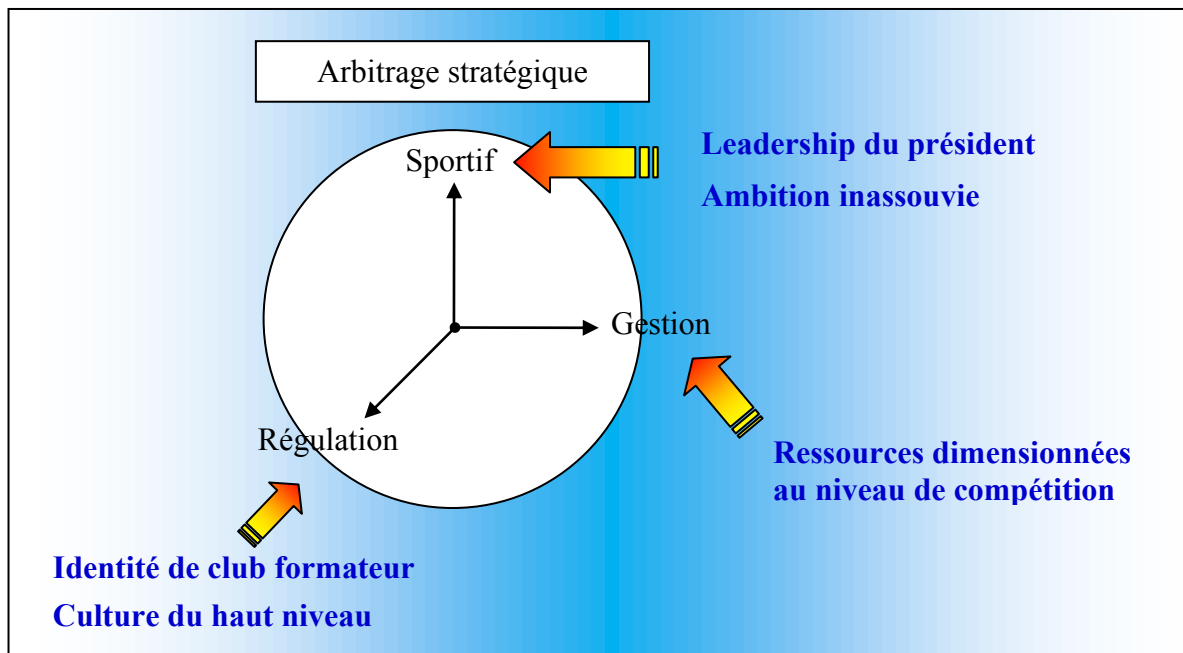 Arbitrage stratégique
Sportif
Leadership du président
Ambition inassouvie
Gestion
Régulation
Ressources dimensionnées
au niveau de compétition
Identité de club formateur
Culture du haut niveau